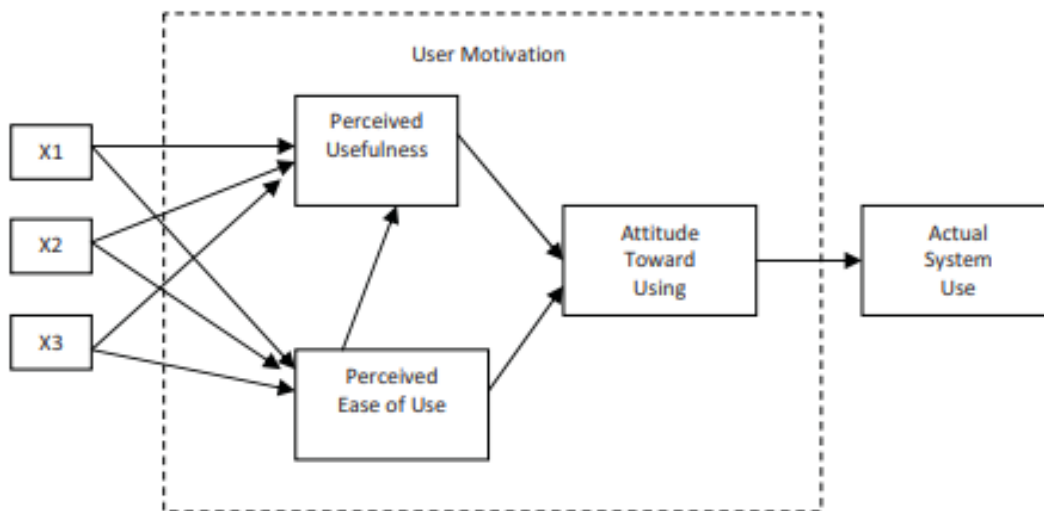 User Motivation
X1
X2
X3
Perceived
Usefulness
Perceived
Ease of Use
Attitude
Toward
Using
Actual
System
Use